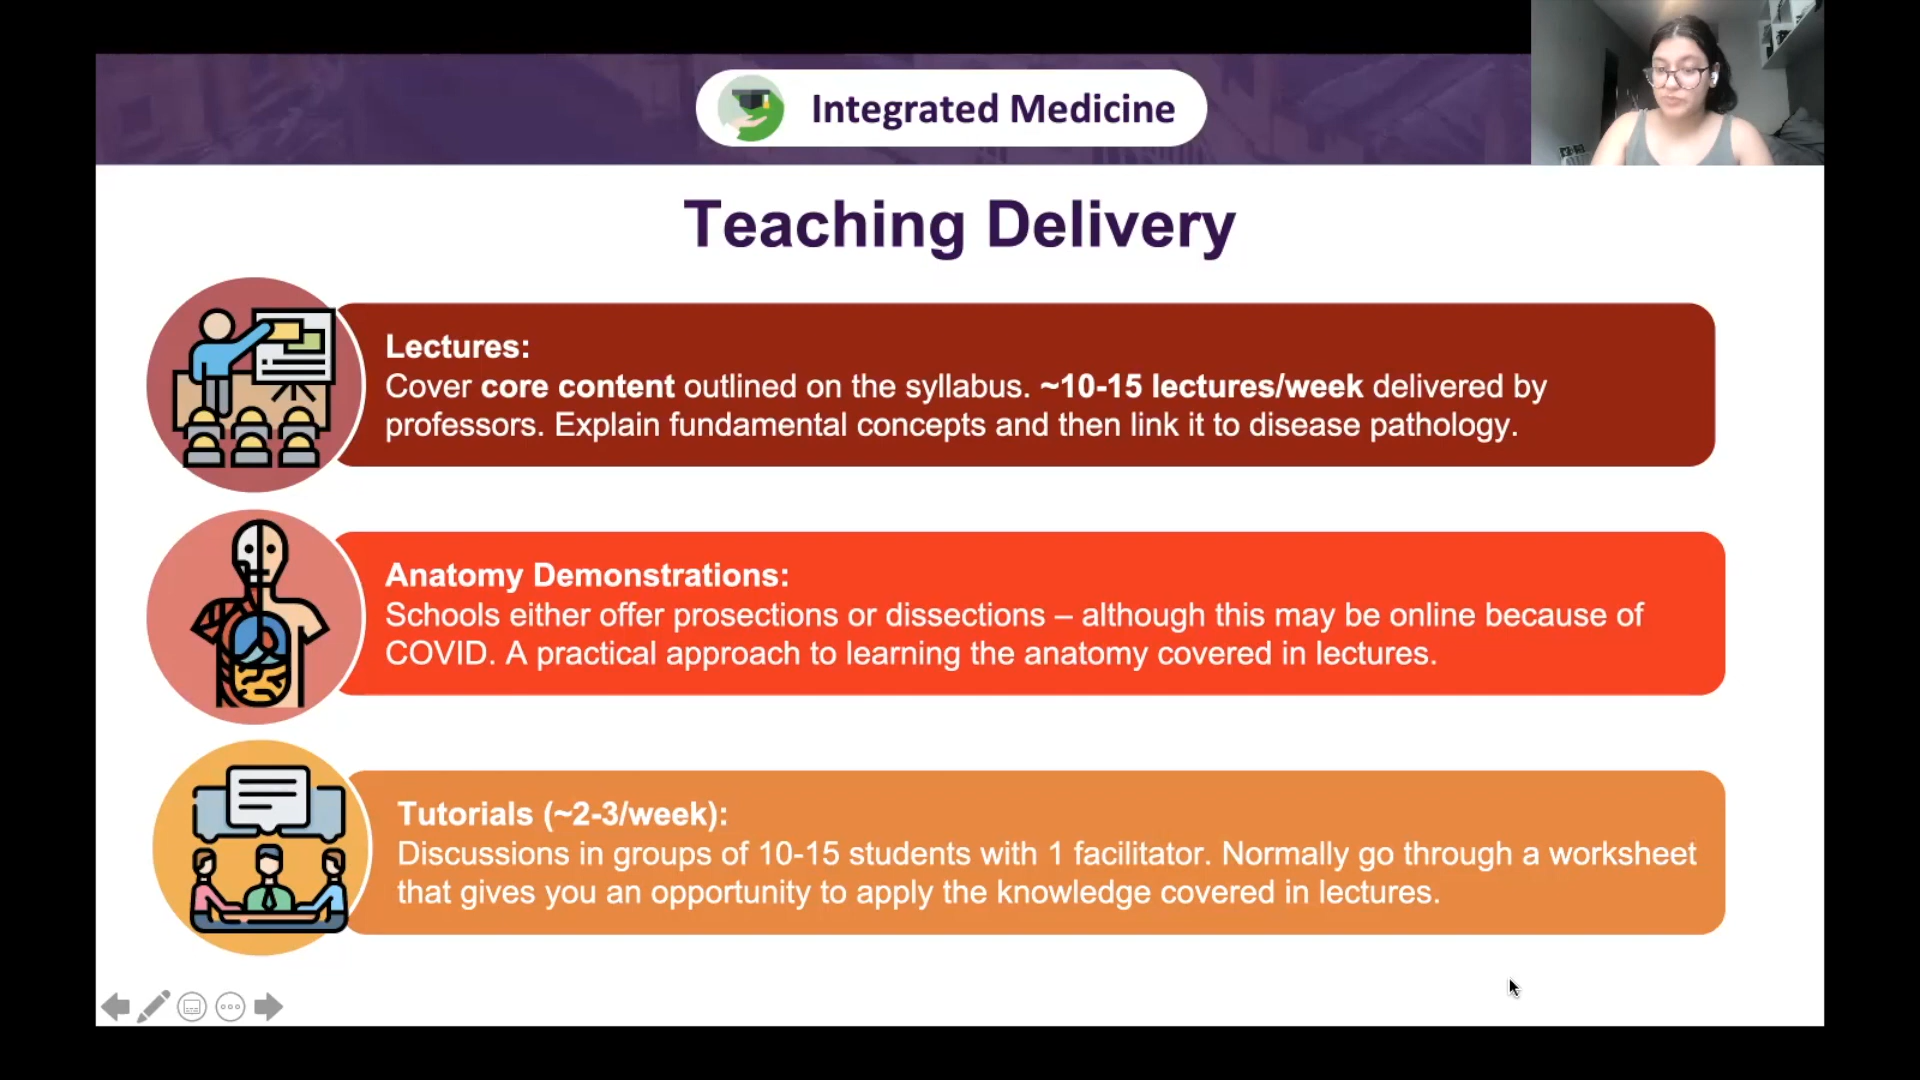 Integrated Medicine
Teaching Delivery
Lectures:
Cover core content outlined on the syllabus. ~10-15 lectures/week delivered by
professors. Explain fundamental concepts and then link it to disease pathology.
Anatomy Demonstrations:
Schools either offer prosections or dissections – although this may be online because of
COVID. A practical approach to learning the anatomy covered in lectures.
Tutorials (~2-3/week):
Discussions in groups of 10-15 students with 1 facilitator. Normally go through a worksheet
that gives you an opportunity to apply the knowledge covered in lectures.